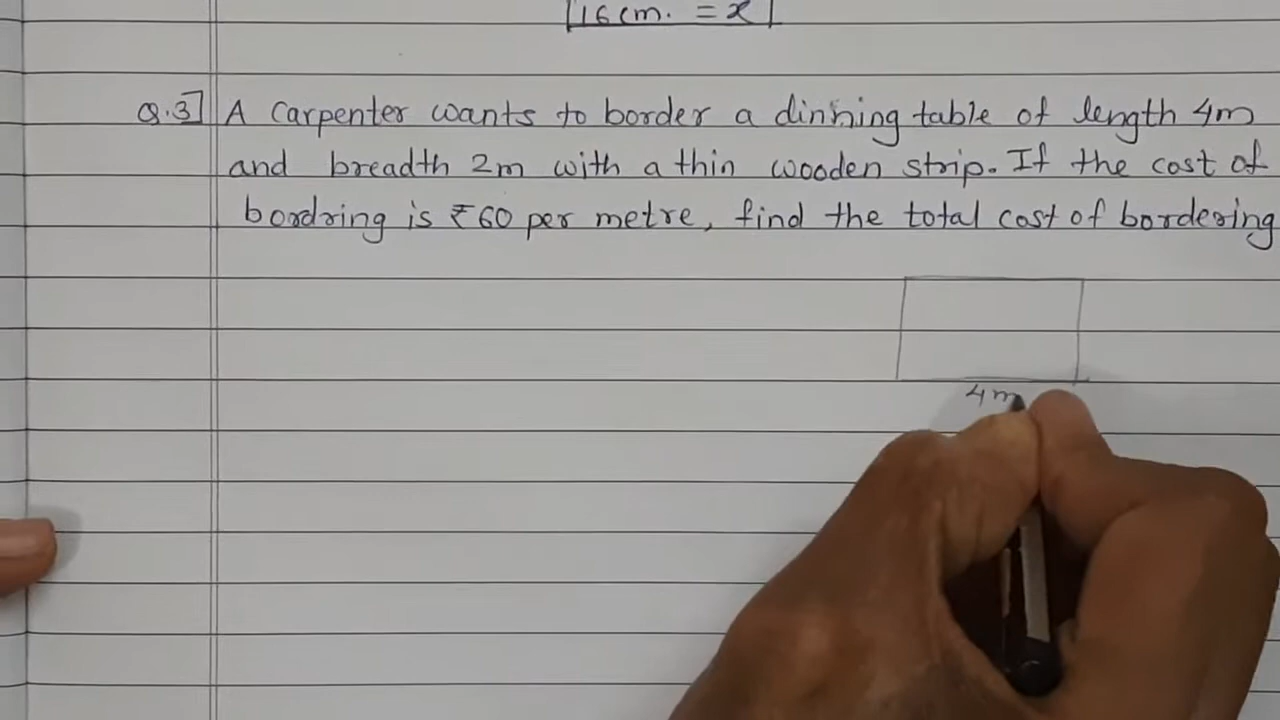 16 cm. = x
Q.3] A carpenter wants to border a dinning table of length 4m
and breadth 2m with a thin wooden strip. If the cost of
bordring is ₹60 per metre, find the total cost of bordering
4m